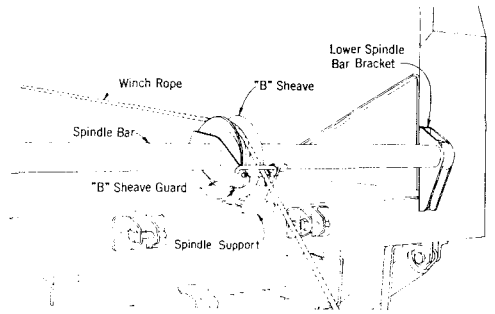 Lower Spindle
Bar Bracket
"B" Sheave
Winch Rope
Spindle Bar
"B" Sheave Guard
Spindle Support